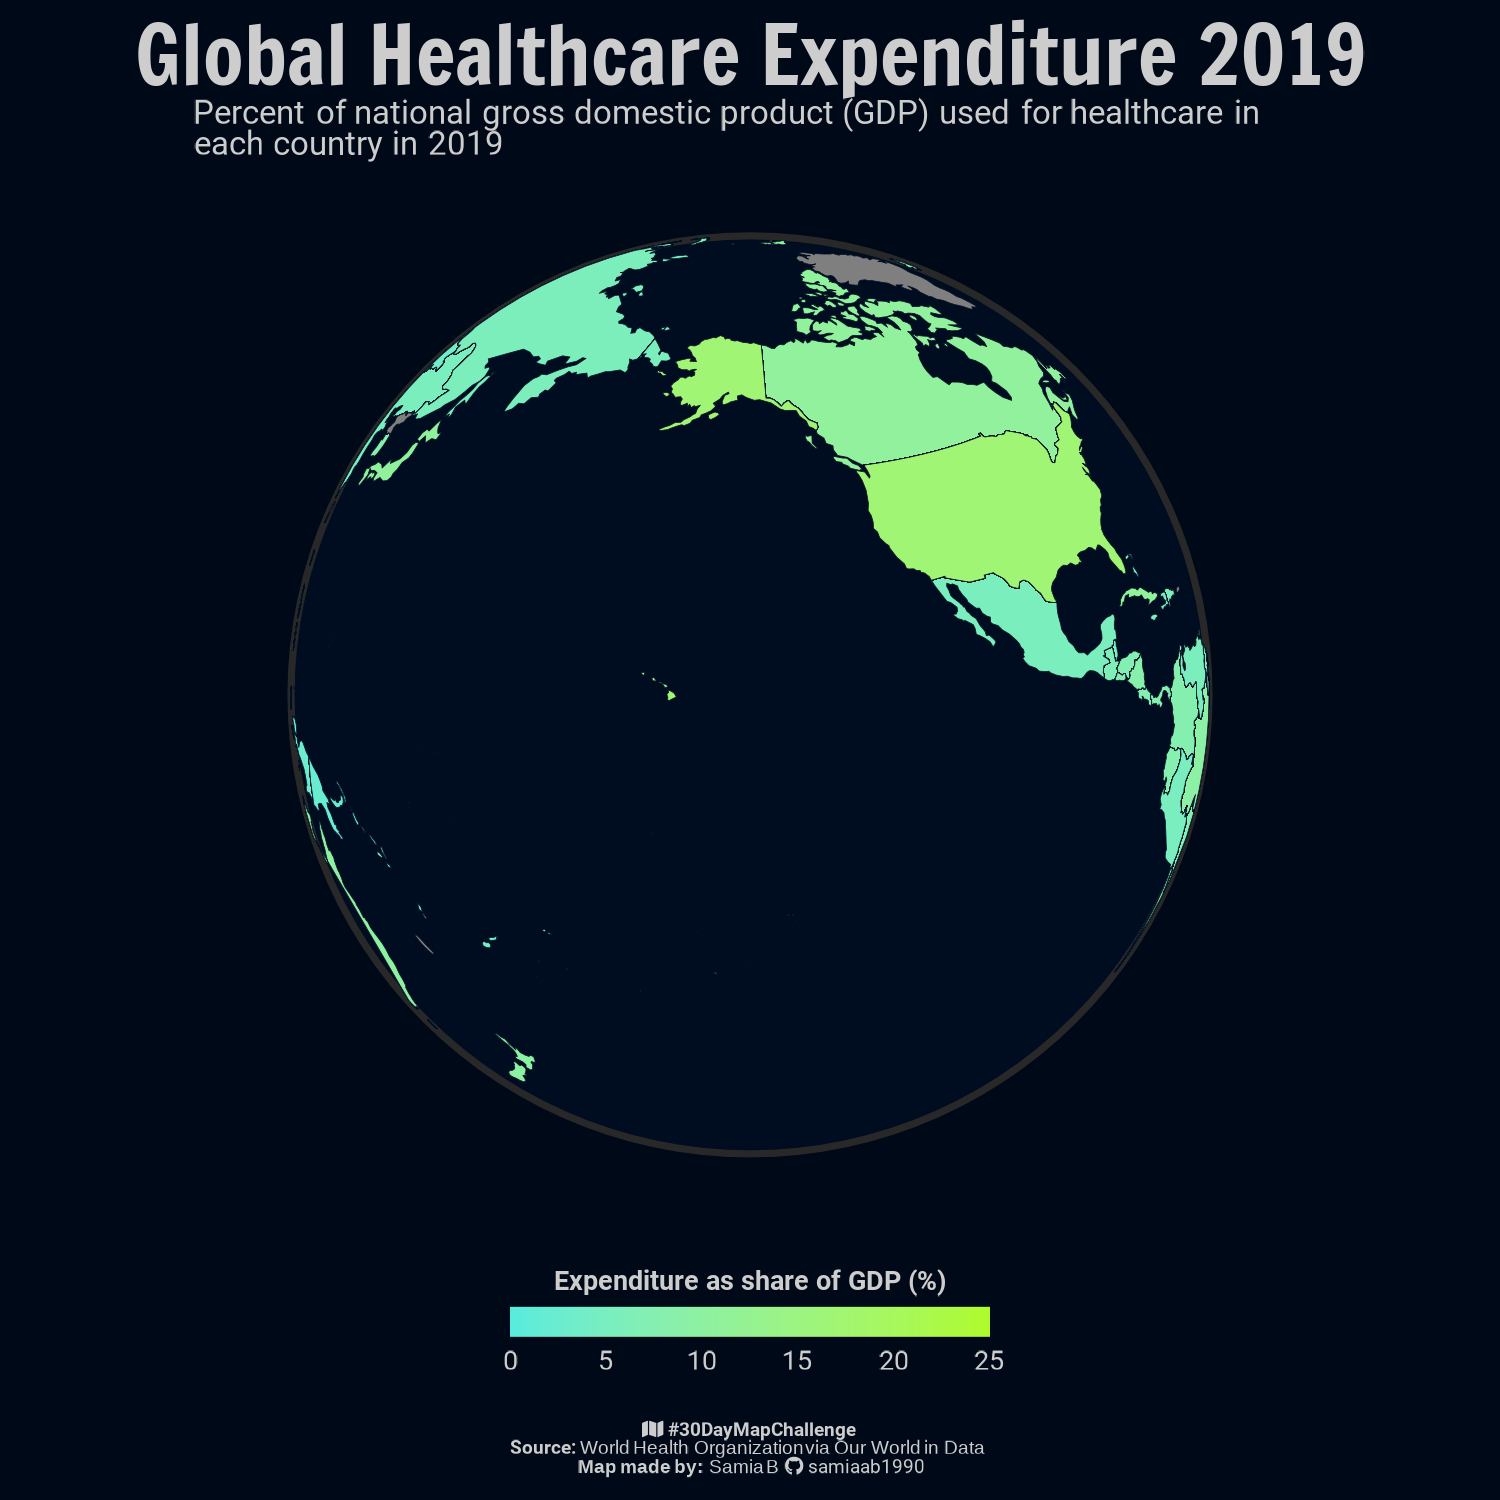 Global Healthcare Expenditure 2019
Percent of national gross domestic product (GDP) used for healthcare in
each country in 2019
Expenditure as share of GDP (%)
0 5 10 15 20 25
#30DayMapChallenge
Source: World Health Organization via Our World in Data
Map made by: Samia B samiaab1990